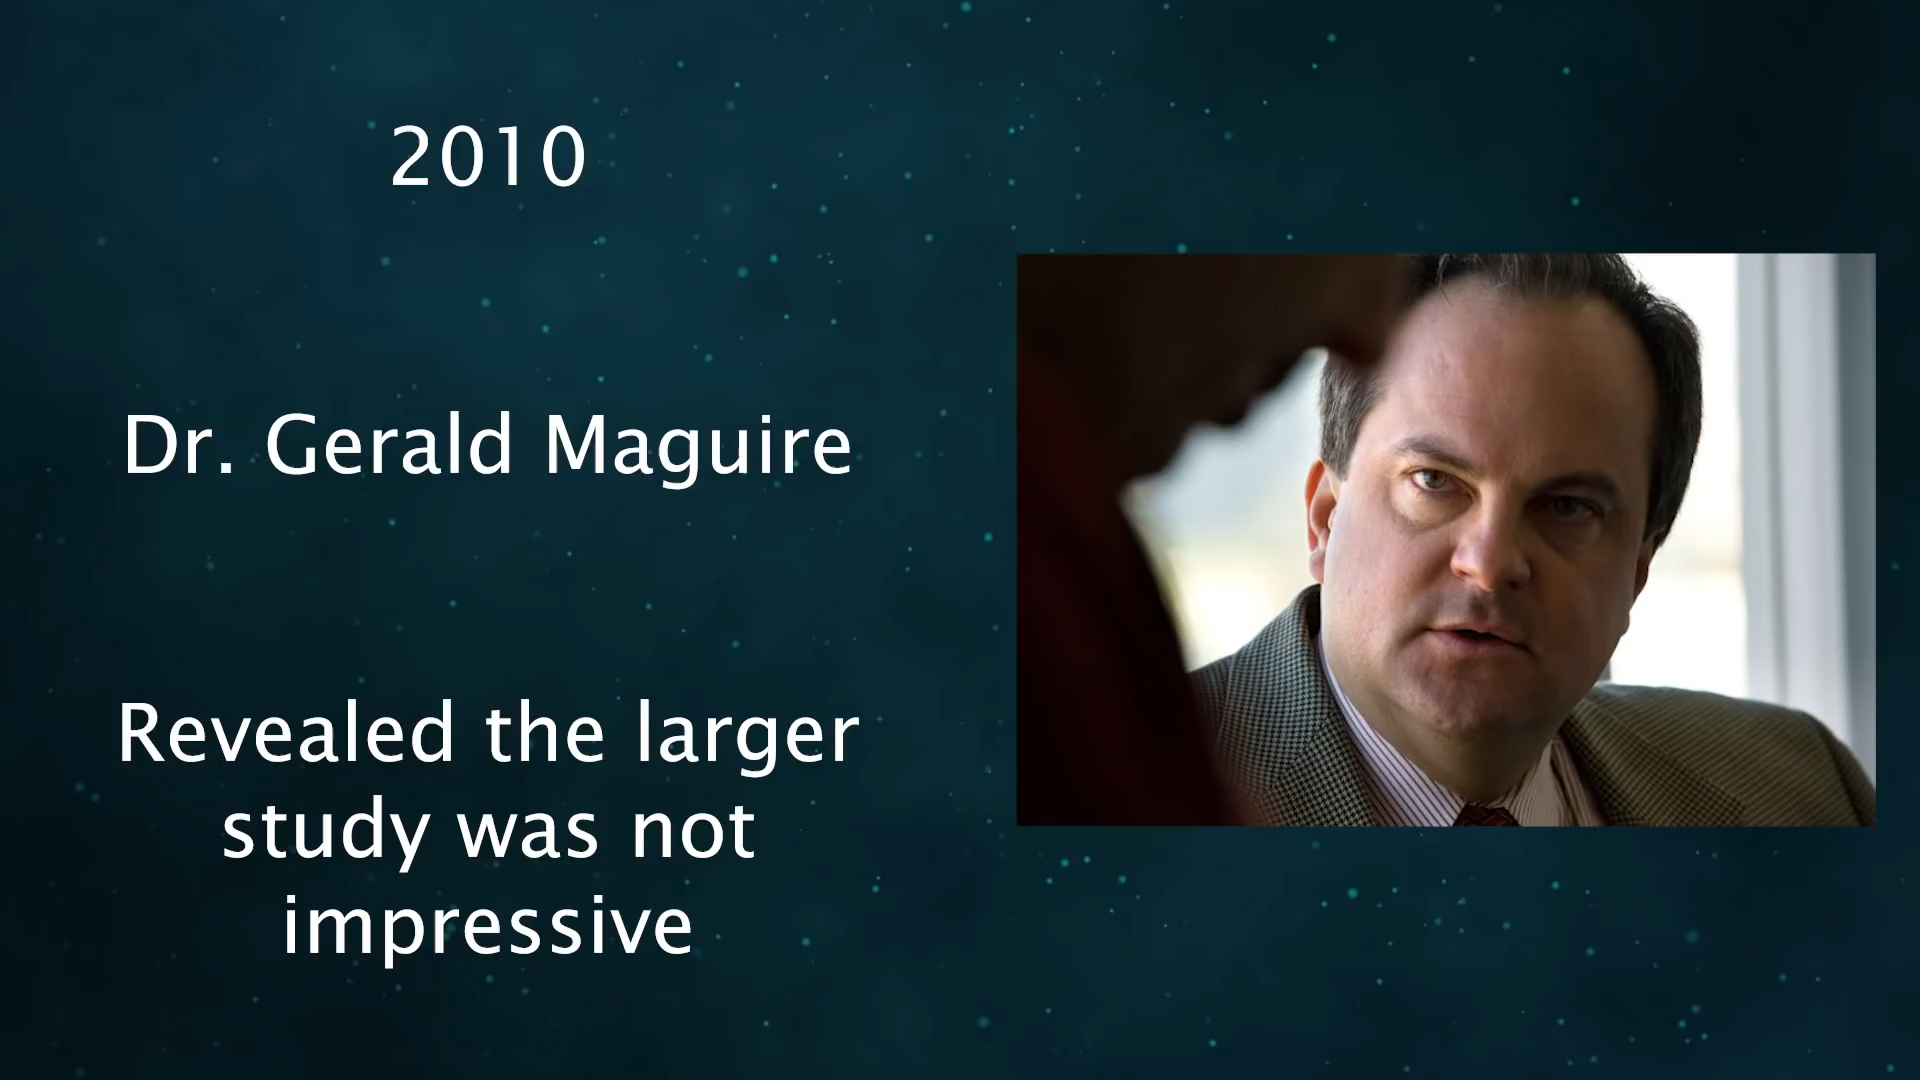 2010
Dr. Gerald Maguire
Revealed the larger
study was not
impressive